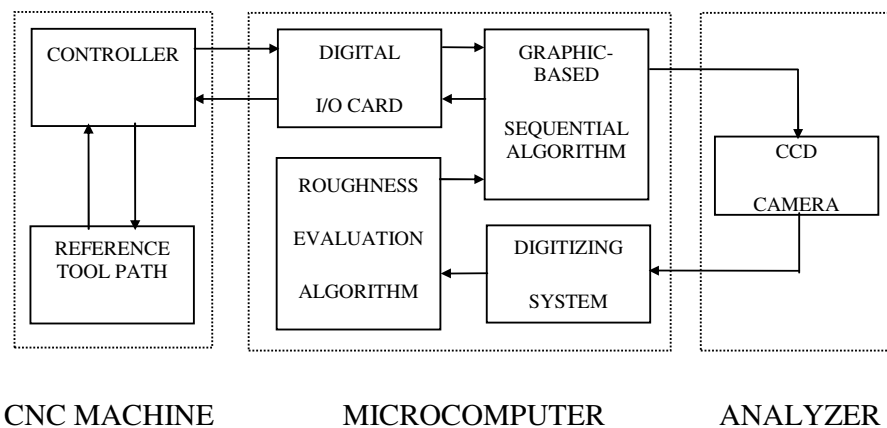 CONTROLLER
REFERENCE
TOOL PATH
DIGITAL
I/O CARD
GRAPHIC-
BASED
SEQUENTIAL
ALGORITHM
ROUGHNESS
EVALUATION
ALGORITHM
DIGITIZING
SYSTEM
CCD
CAMERA
CNC MACHINE
MICROCOMPUTER
ANALYZER